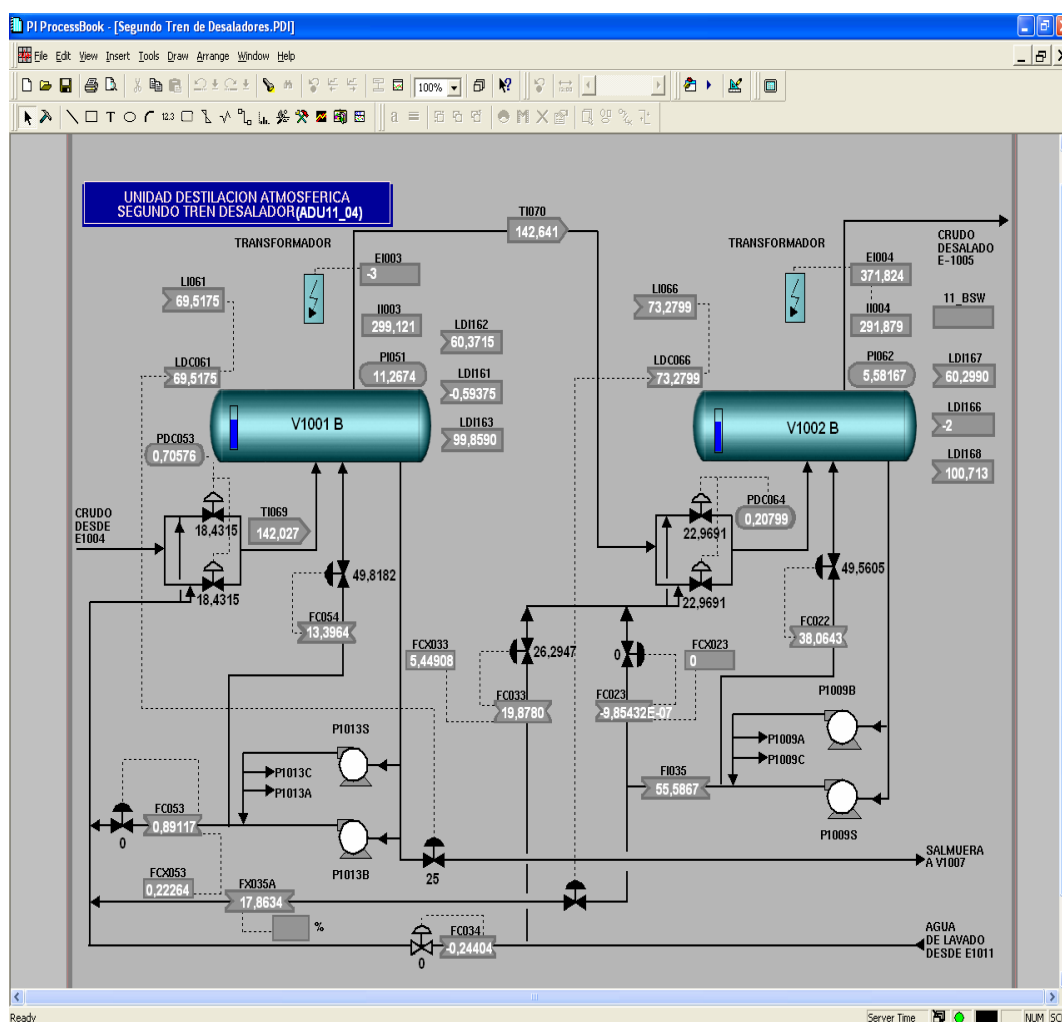 PI ProcessBook - [Segundo Tren de Desaladores.PDI]
File Edit View Insert Tools Draw Arrange Window Help
100%
UNIDAD DESTILACION ATMOSFERICA
SEGUNDO TREN DESALADOR(ADU11_04)
TRANSFORMADOR
EI003
-3
LI061
69,5175
II003
299,121
LDI162
60,3715
LDC061
69,5175
PI051
11,2674
LDI161
-0,59375
LDI163
99,8590
V1001 B
PDC053
0,70576
TI070
142,641
TRANSFORMADOR
EI004
371,824
CRUDO
DESALADO
E-1005
LI066
73,2799
II004
291,879
11_BSW
LDC066
73,2799
PI062
5,58167
LDI167
60,2990
LDI166
-2
LDI168
100,713
V1002 B
CRUDO
DESDE
E1004
18,4315
TI069
142,027
18,4315
49,8182
FC054
13,3964
PDC064
0,20799
22,9691
22,9691
49,5605
FC022
38,0643
FCX033
5,44908
26,2947
0
FCX023
0
FC033
19,8780
FC023
-9,85432E-07
P1009B
P1009A
P1009C
FI035
55,5867
P1009S
P1013S
P1013C
P1013A
P1013B
FC053
0,89117
0
25
SALMUERA
A V1007
FCX053
0,22264
FX035A
17,8634
%
FC034
-0,24404
0
AGUA
DE LAVADO
DESDE E1011
Ready
Server Time
NUM